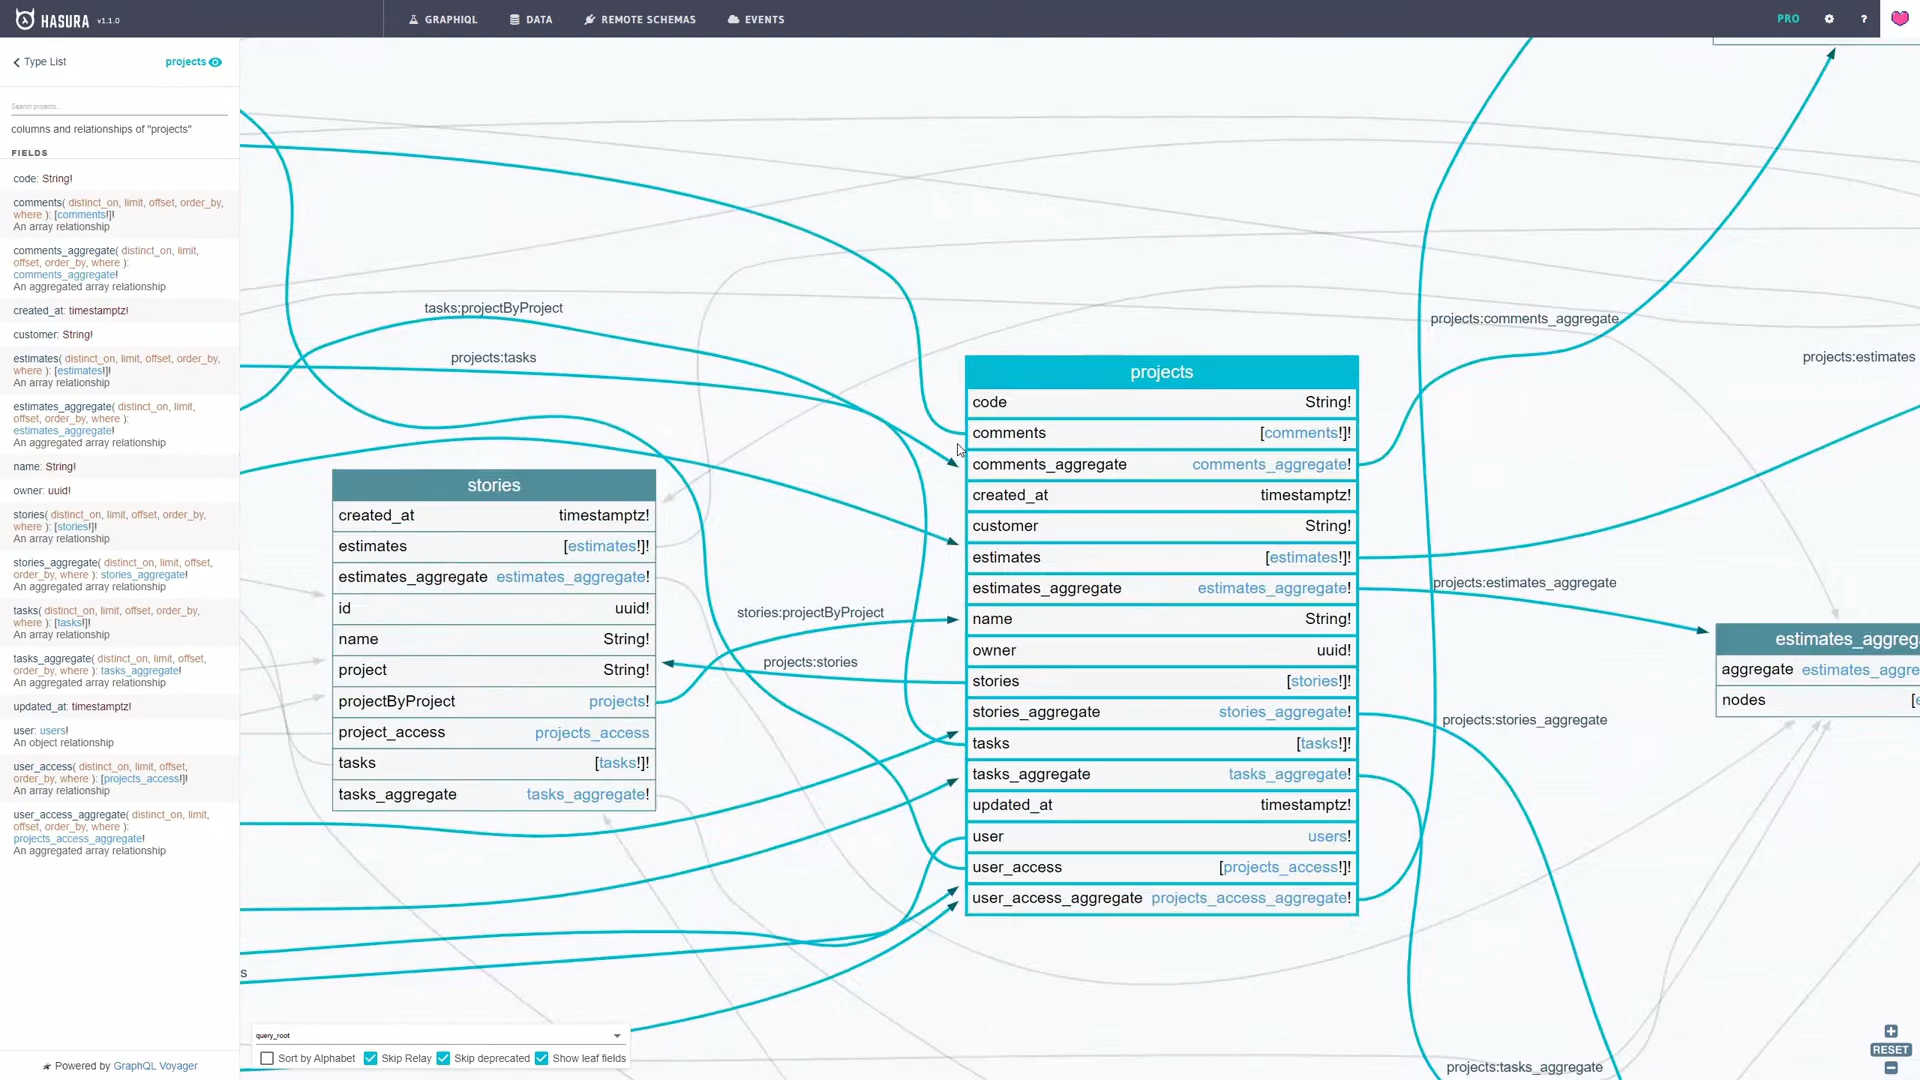 HASURA v1.1.0
GRAPHIQL
DATA
REMOTE SCHEMAS
EVENTS
PRO
?
Type List
projects
Search projects...
columns and relationships of "projects"
FIELDS
code: String!
comments( distinct_on, limit, offset, order_by,
where ): [comments!]!
An array relationship
comments_aggregate( distinct_on, limit,
offset, order_by, where ):
comments_aggregate!
An aggregated array relationship
created_at: timestamptz!
customer: String!
estimates( distinct_on, limit, offset, order_by,
where ): [estimates!]!
An array relationship
estimates_aggregate( distinct_on, limit,
offset, order_by, where ):
estimates_aggregate!
An aggregated array relationship
name: String!
owner: uuid!
stories( distinct_on, limit, offset, order_by,
where ): [stories!]!
An array relationship
stories_aggregate( distinct_on, limit, offset,
order_by, where ): stories_aggregate!
An aggregated array relationship
tasks( distinct_on, limit, offset, order_by,
where ): [tasks!]!
An array relationship
tasks_aggregate( distinct_on, limit, offset,
order_by, where ): tasks_aggregate!
An aggregated array relationship
updated_at: timestamptz!
user: users!
An object relationship
user_access( distinct_on, limit, offset,
order_by, where ): [projects_access!]!
An array relationship
user_access_aggregate( distinct_on, limit,
offset, order_by, where ):
projects_access_aggregate!
An aggregated array relationship
Powered by GraphQL Voyager
tasks:projectByProject
projects:tasks
stories
created_at timestamptz!
estimates [estimates!]!
estimates_aggregate estimates_aggregate!
id uuid!
name String!
project String!
projectByProject projects!
project_access projects_access
tasks [tasks!]!
tasks_aggregate tasks_aggregate!
stories:projectByProject
projects:stories
s
projects
code String!
comments [comments!]!
comments_aggregate comments_aggregate!
created_at timestamptz!
customer String!
estimates [estimates!]!
estimates_aggregate estimates_aggregate!
name String!
owner uuid!
stories [stories!]!
stories_aggregate stories_aggregate!
tasks [tasks!]!
tasks_aggregate tasks_aggregate!
updated_at timestamptz!
user users!
user_access [projects_access!]!
user_access_aggregate projects_access_aggregate!
projects:comments_aggregate
projects:estimates
projects:estimates_aggregate
projects:stories_aggregate
projects:tasks_aggregate
estimates_aggreg
aggregate estimates_aggre
nodes [e
query_root
Sort by Alphabet
Skip Relay
Skip deprecated
Show leaf fields
RESET